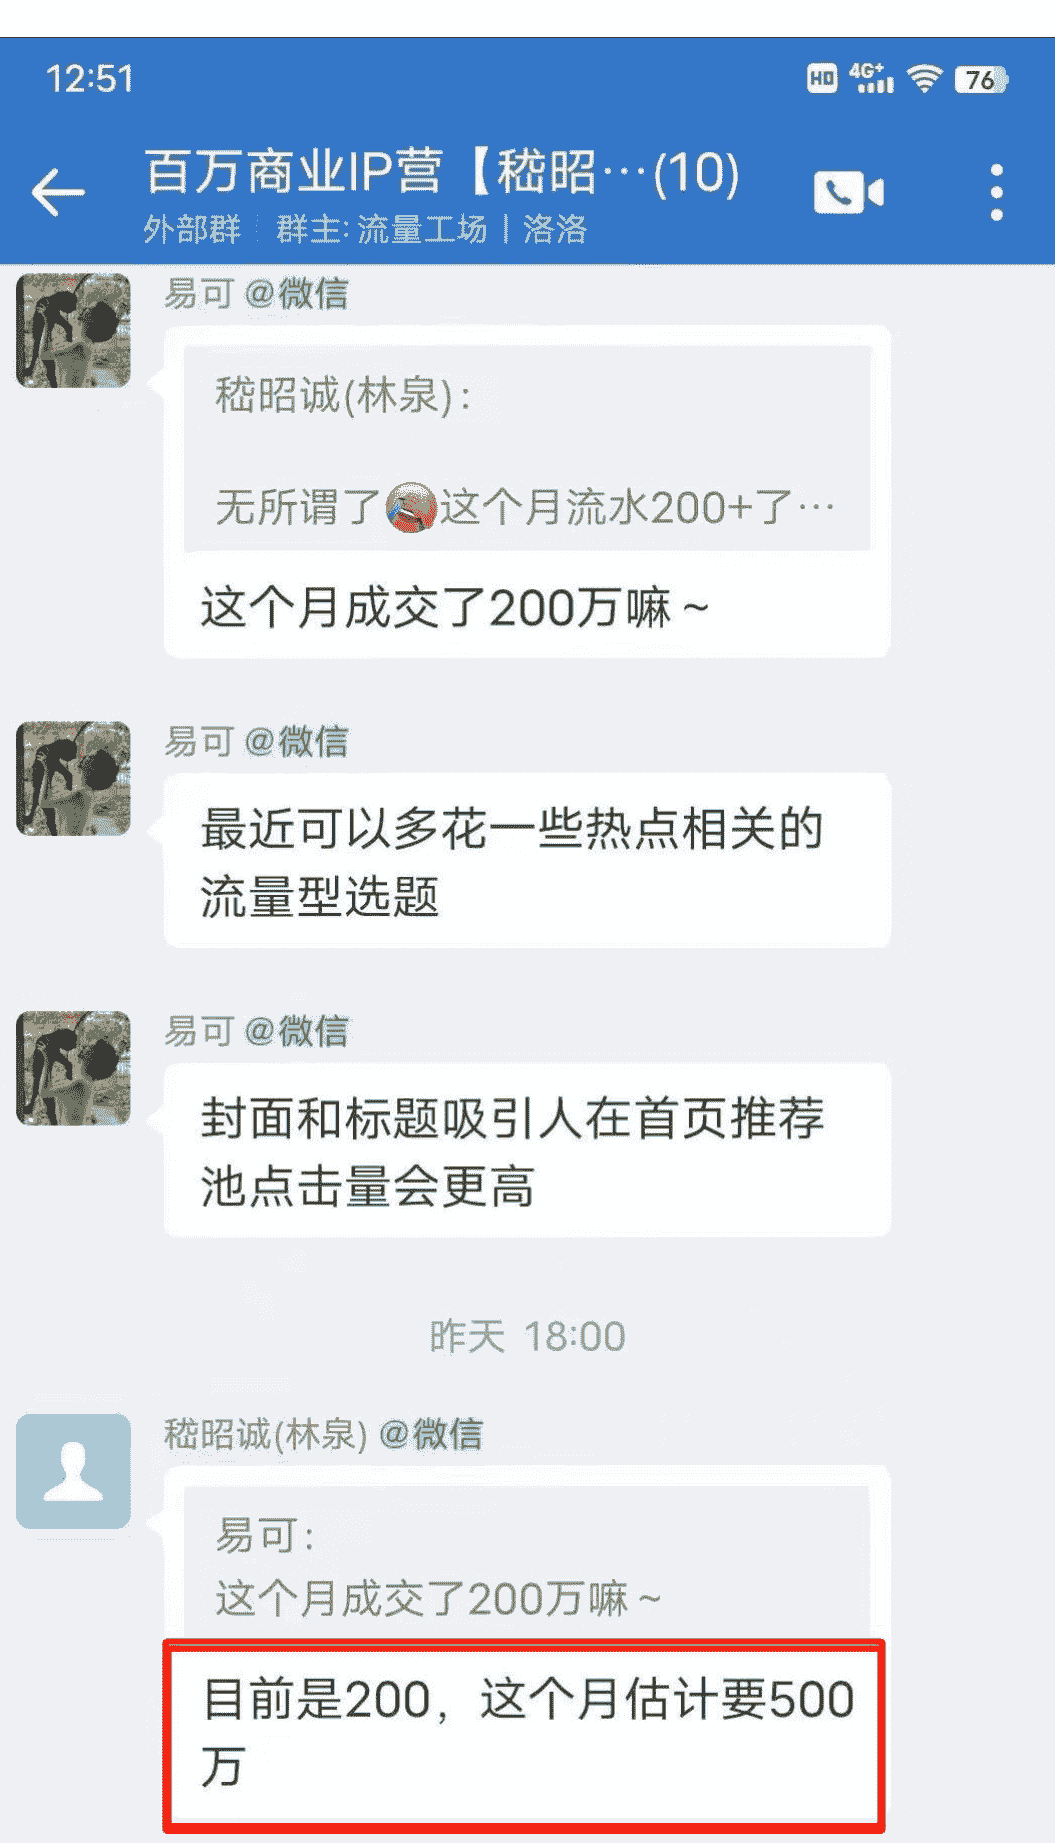 12:51
HD 4G+ 76
百万商业IP营【嵇昭…(10)
外部群 群主: 流量工场丨洛洛
易可 @微信
嵇昭诚(林泉):
无所谓了这个月流水200+了…
这个月成交了200万嘛~
易可 @微信
最近可以多花一些热点相关的
流量型选题
易可 @微信
封面和标题吸引人在首页推荐
池点击量会更高
昨天 18:00
嵇昭诚(林泉) @微信
易可:
这个月成交了200万嘛~
目前是200，这个月估计要500
万